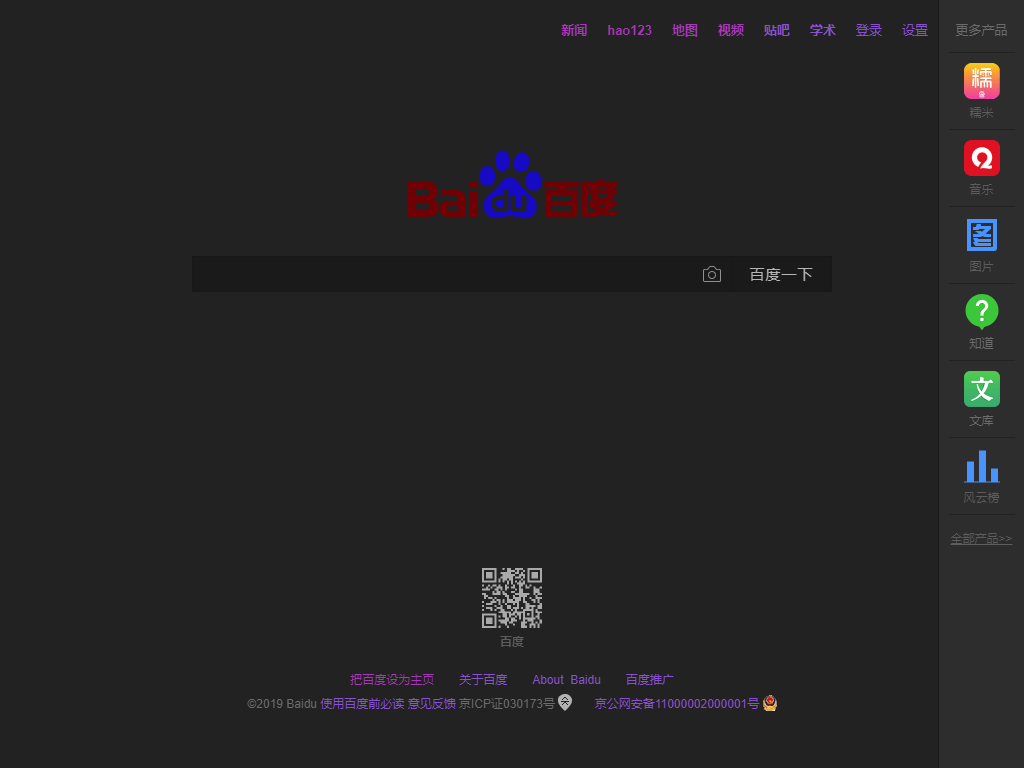 新闻 hao123 地图 视频 贴吧 学术 登录 设置 更多产品
糯米
音乐
图片
知道
文库
风云榜
全部产品>>
Bai du 百度
百度一下
百度
把百度设为主页 关于百度 About Baidu 百度推广
©2019 Baidu 使用百度前必读 意见反馈 京ICP证030173号 京公网安备11000002000001号